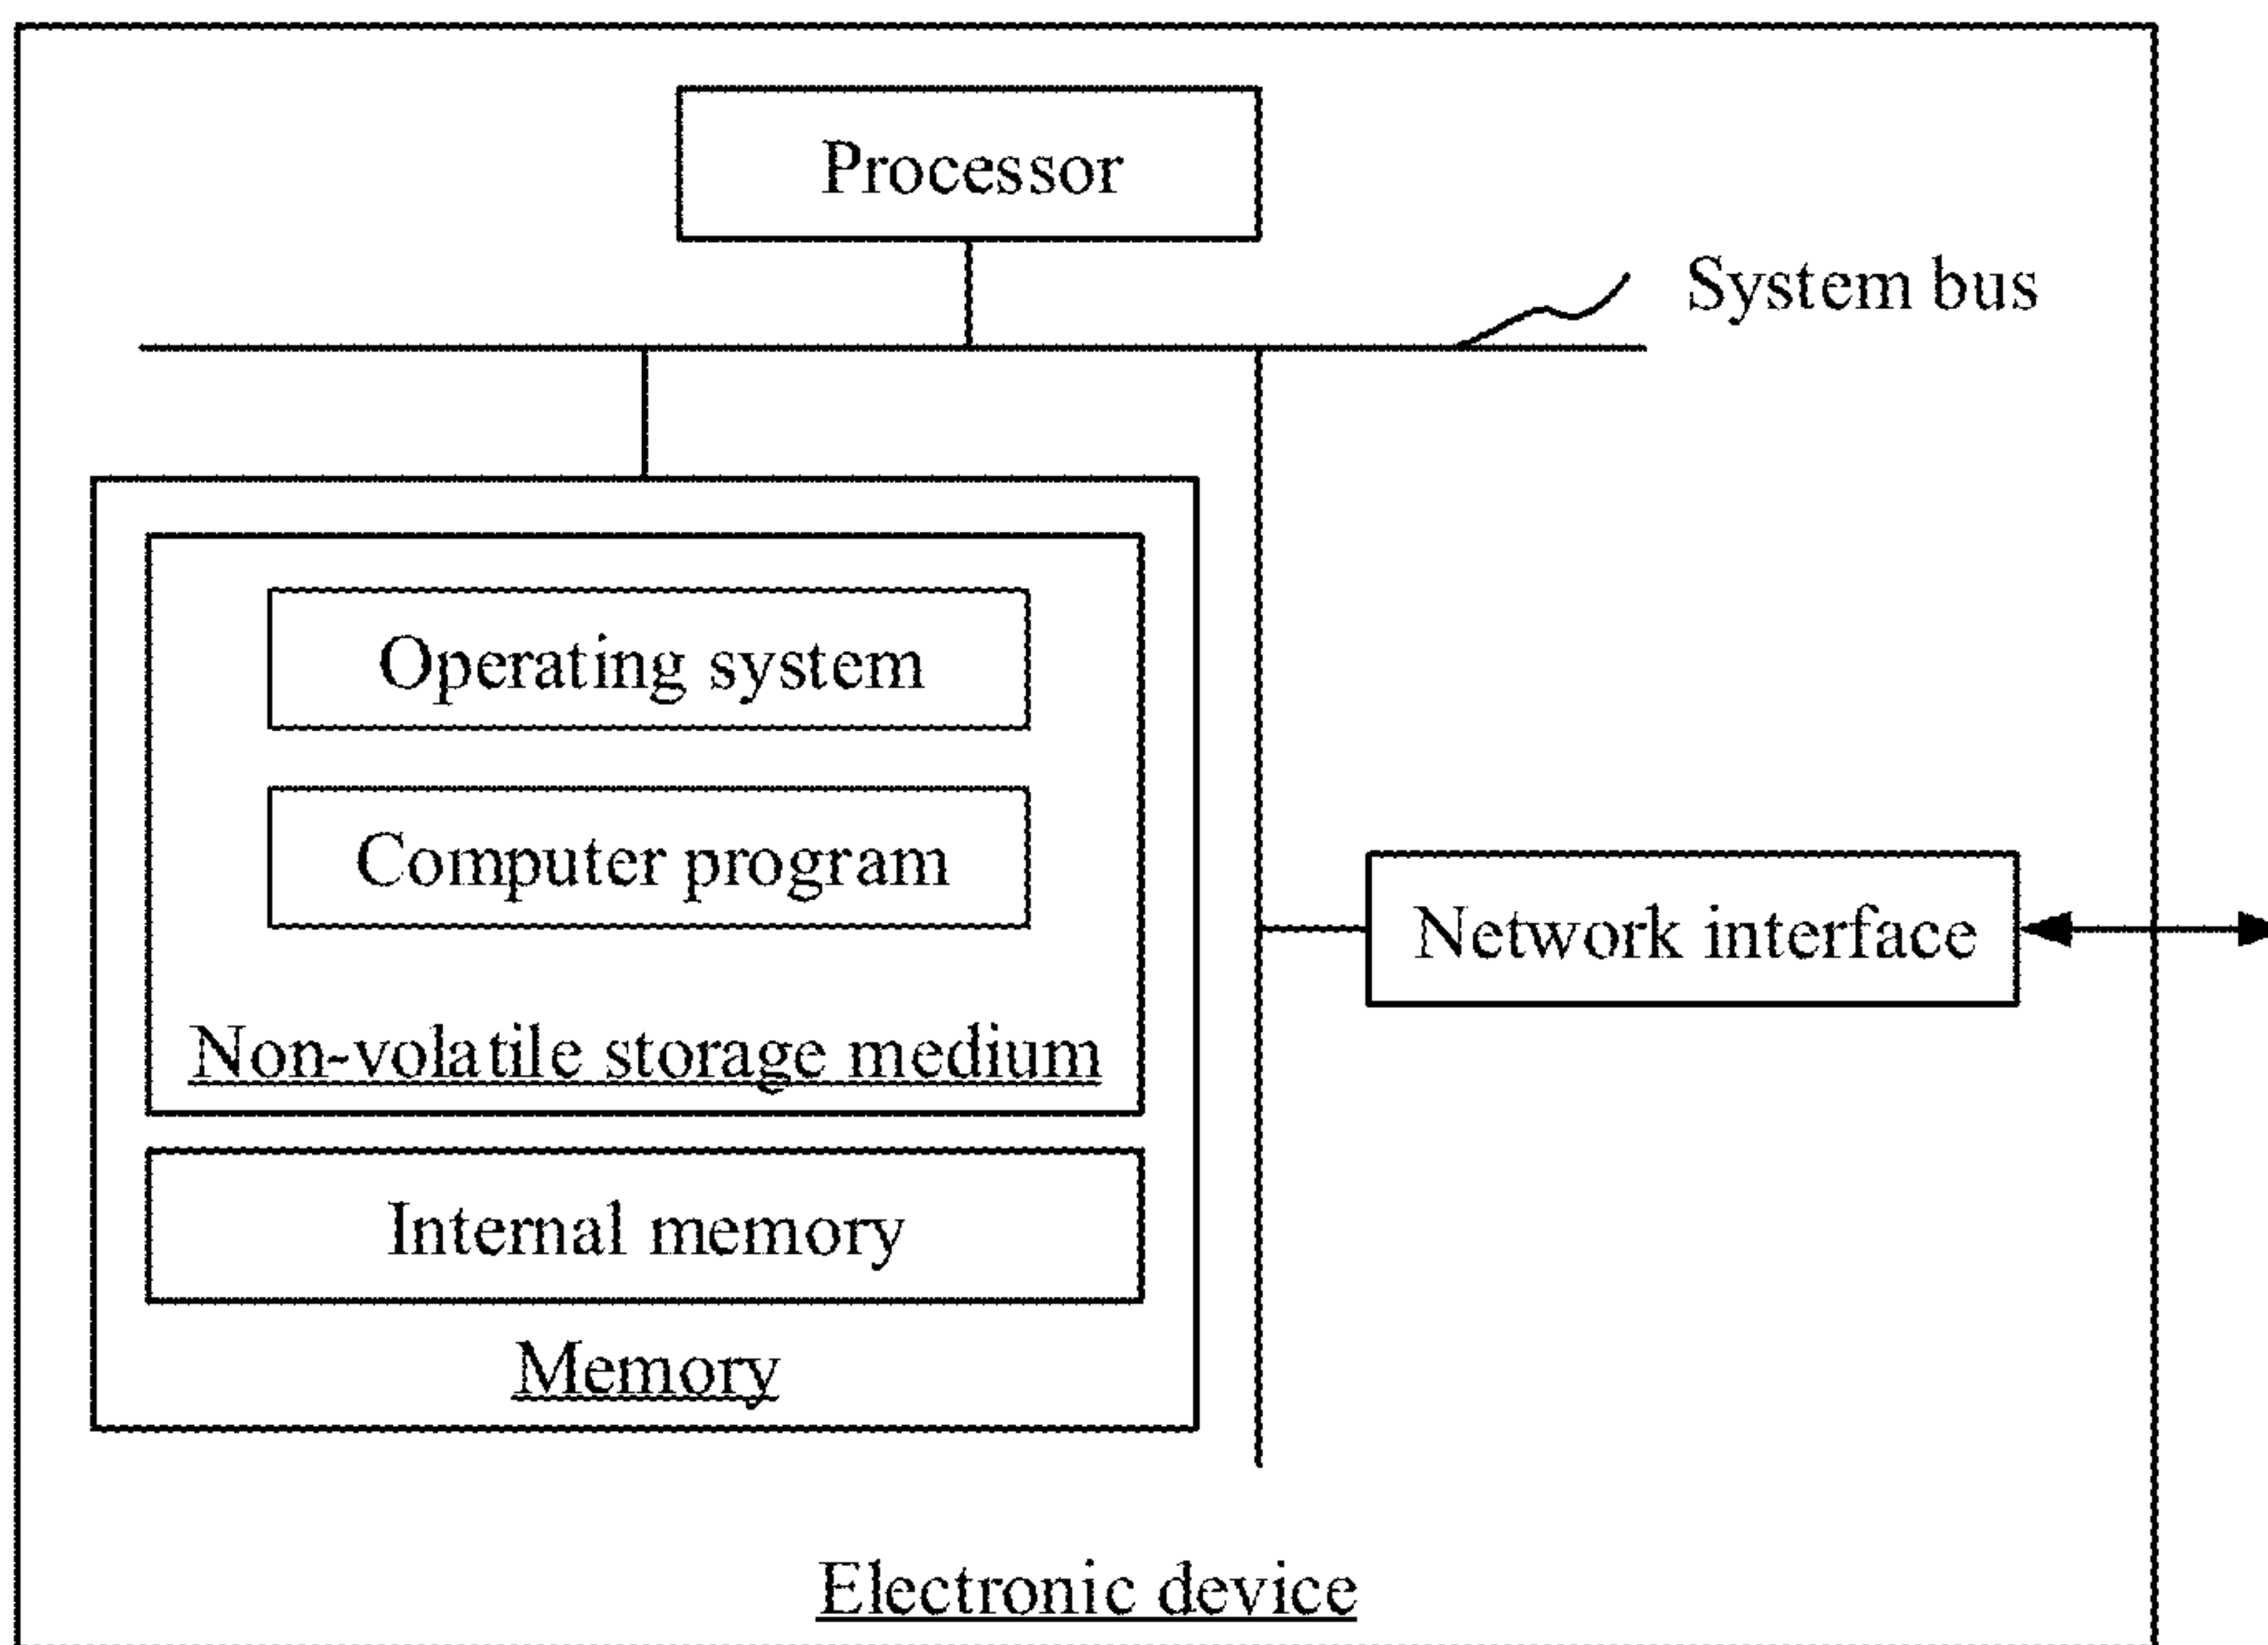 Processor
System bus
Operating system
Computer program
Network interface
Non-volatile storage medium
Internal memory
Memory
Electronic device